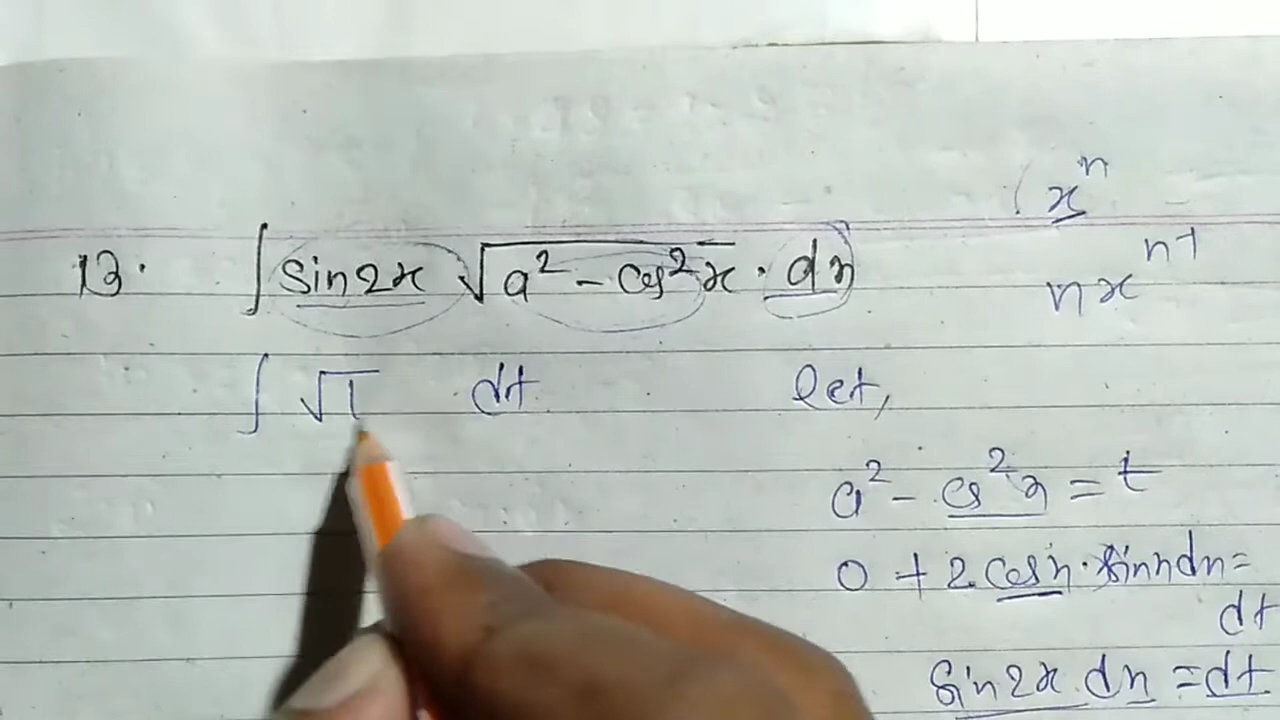 13. ∫ sin2x √(a² - cos²x) · dx
xⁿ
n x ⁿ⁻¹
∫ √t dt
let,
a² - cos²x = t
0 + 2 cosx · sinx dx =
dt
sin2x dx = dt